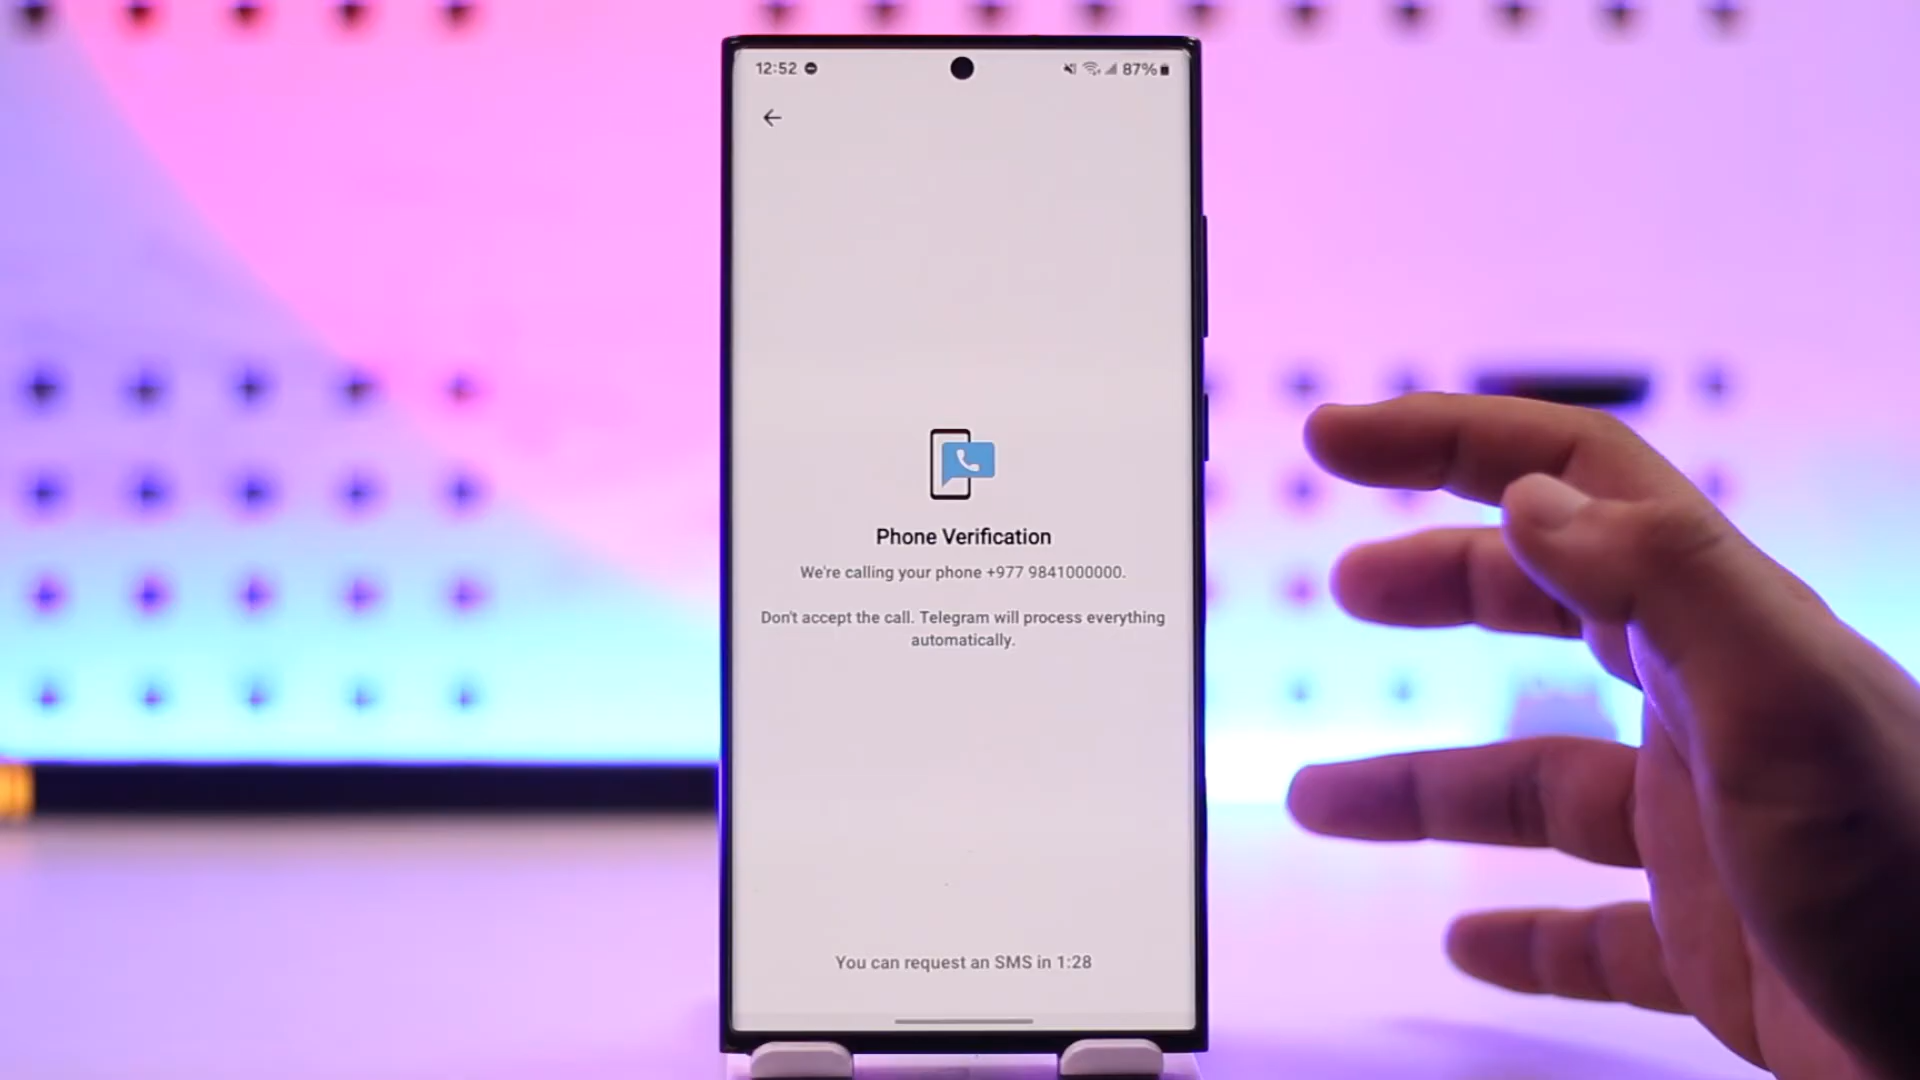 12:52
87%
Phone Verification
We're calling your phone +977 9841000000.
Don't accept the call. Telegram will process everything
automatically.
You can request an SMS in 1:28